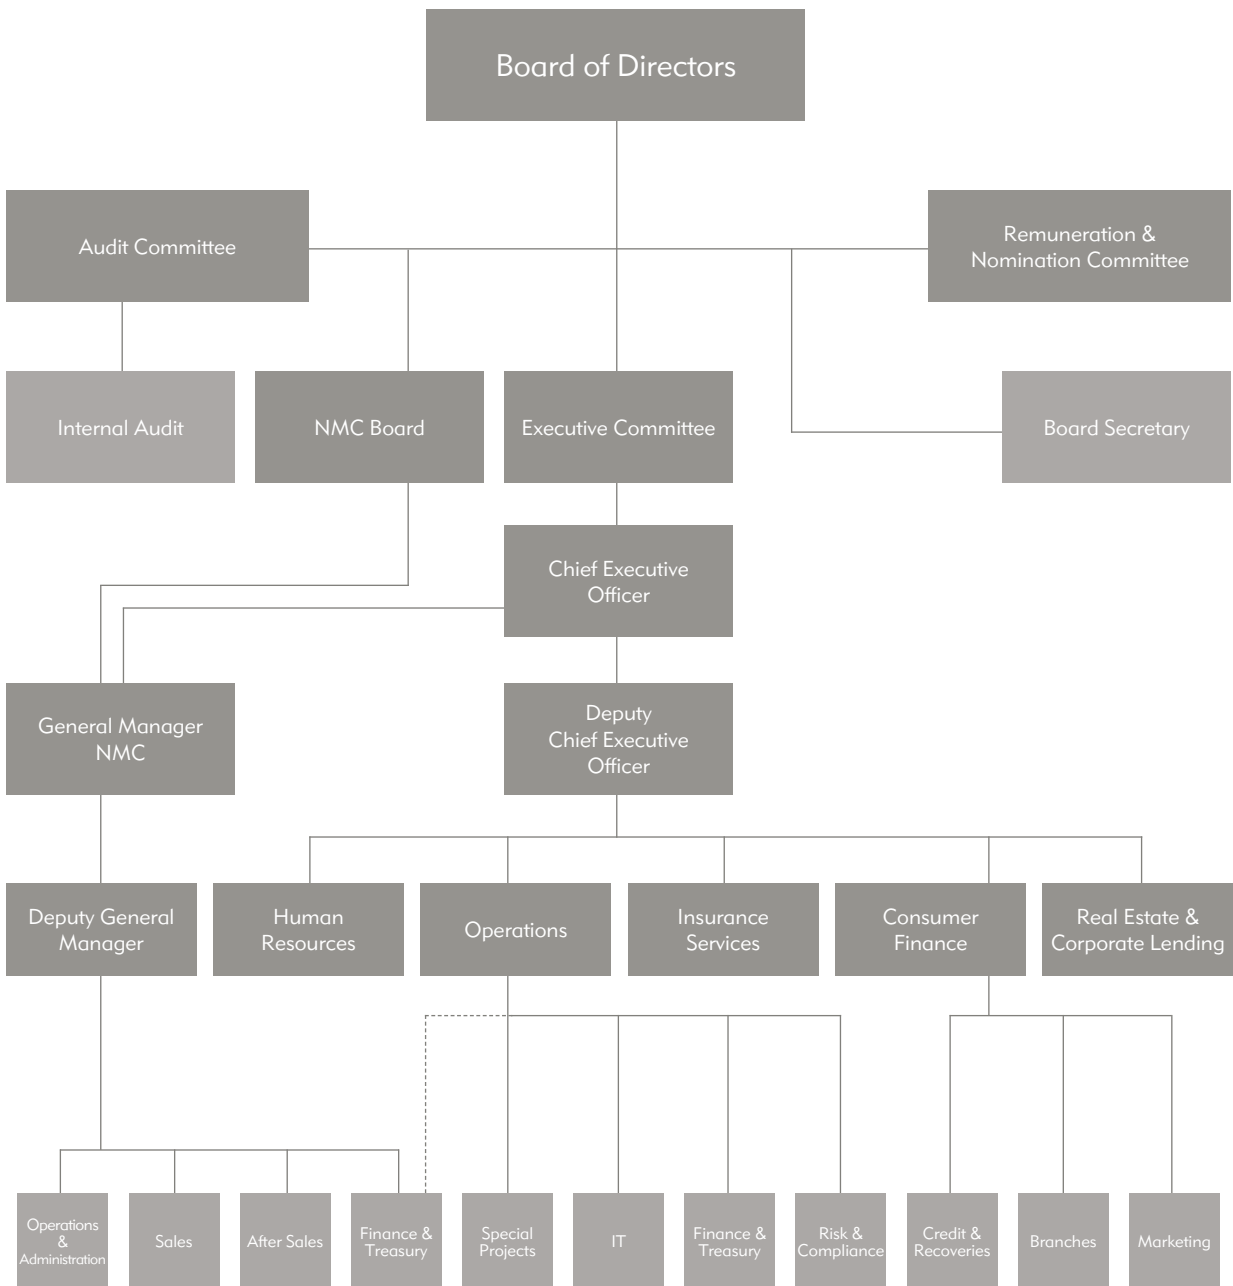 Board of Directors
Audit Committee
Remuneration &
Nomination Committee
Internal Audit
NMC Board
Executive Committee
Board Secretary
Chief Executive
Officer
General Manager
NMC
Deputy
Chief Executive
Officer
Deputy General
Manager
Human
Resources
Operations
Insurance
Services
Consumer
Finance
Real Estate &
Corporate Lending
Operations
&
Administration
Sales
After Sales
Finance &
Treasury
Special
Projects
IT
Finance &
Treasury
Risk &
Compliance
Credit &
Recoveries
Branches
Marketing